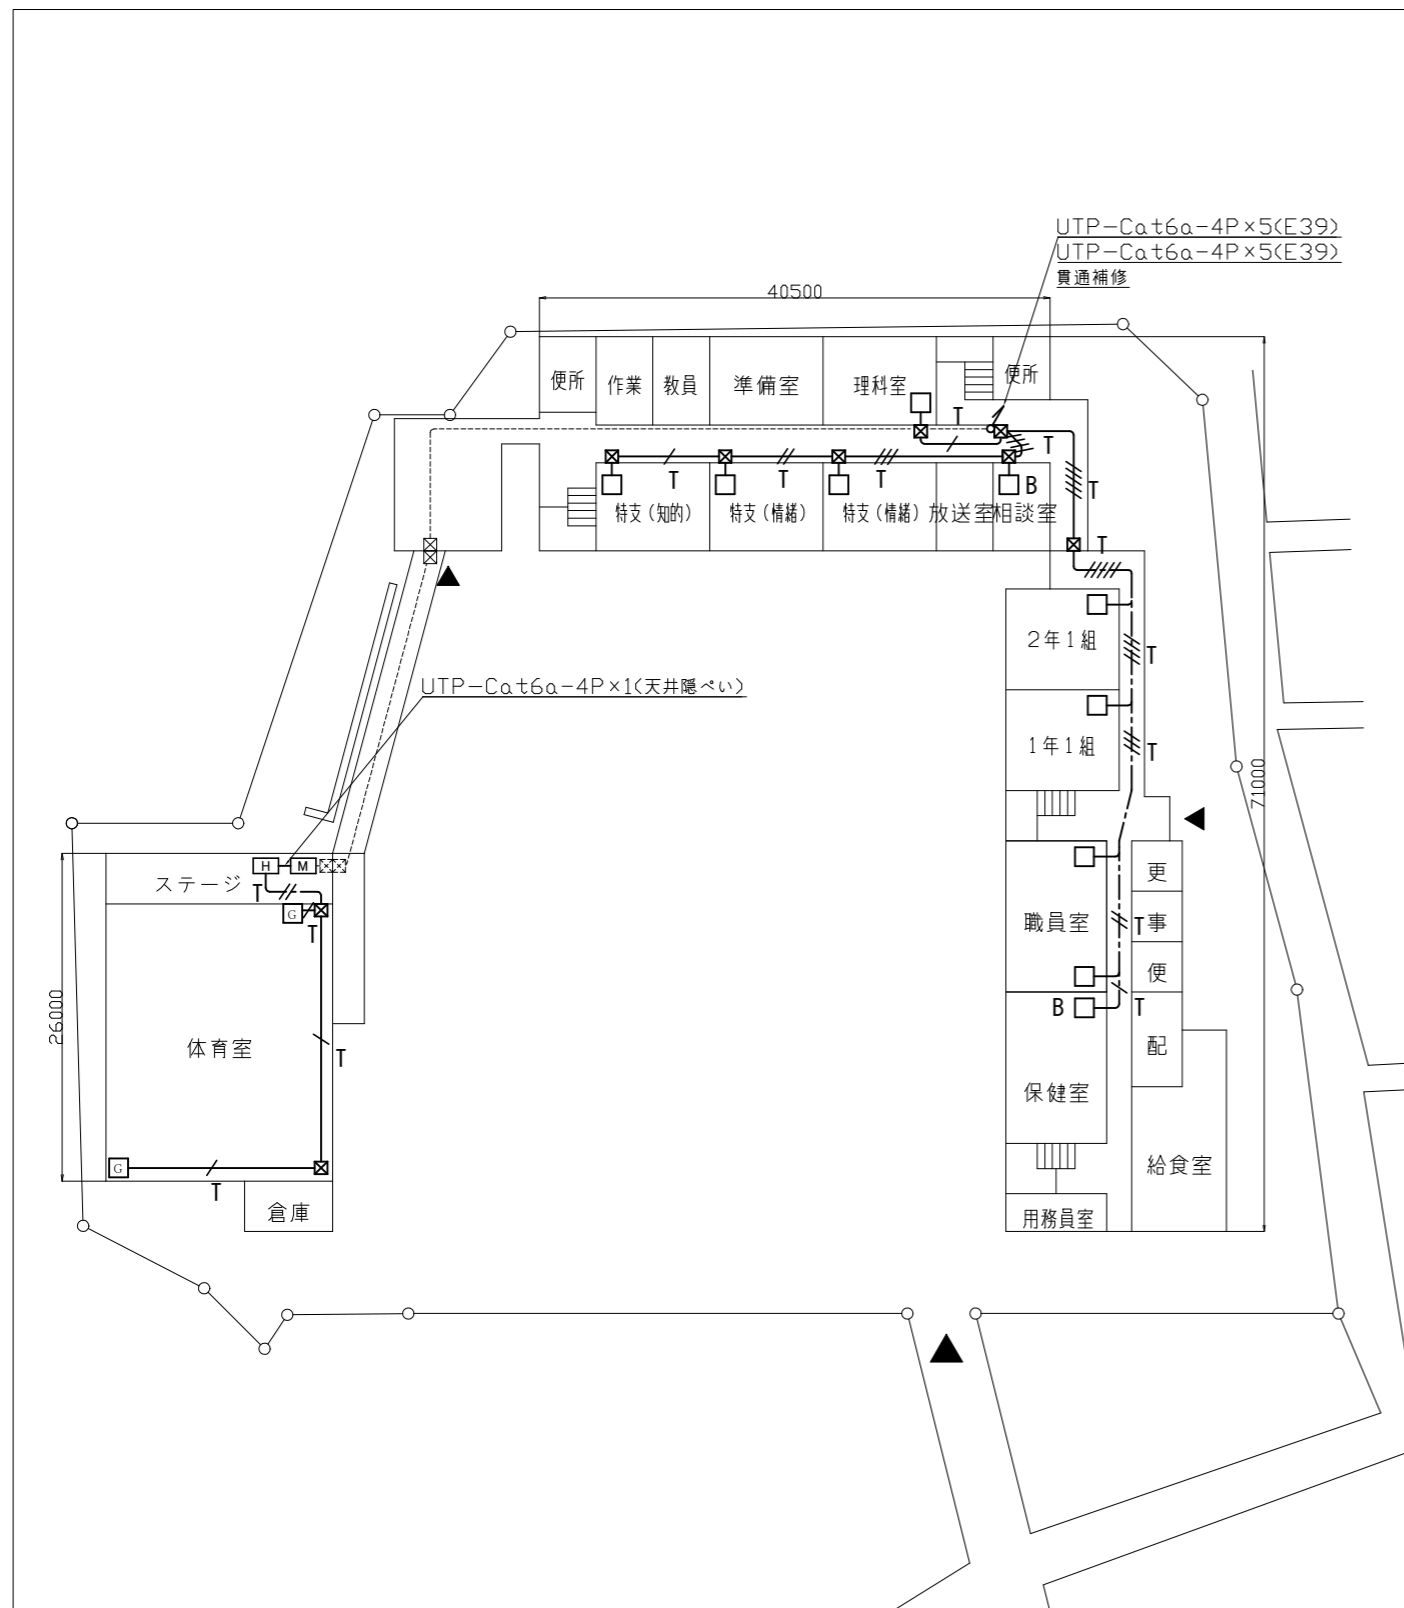 UTP-Cat6a-4P×5(E39)
UTP-Cat6a-4P×5(E39)
貫通補修
40500
便所
作業
教員
準備室
理科室
便所
T
T
T
T
T
T
B
特支(知的)
特支(情緒)
特支(情緒)
放送室
相談室
T
2年1組
T
UTP-Cat6a-4P×1(天井隠ぺい)
1年1組
T
71000
H
M
ステージ
T
G
T
更
職員室
T
事
便
B
T
26000
体育室
T
配
保健室
G
T
給食室
倉庫
用務員室